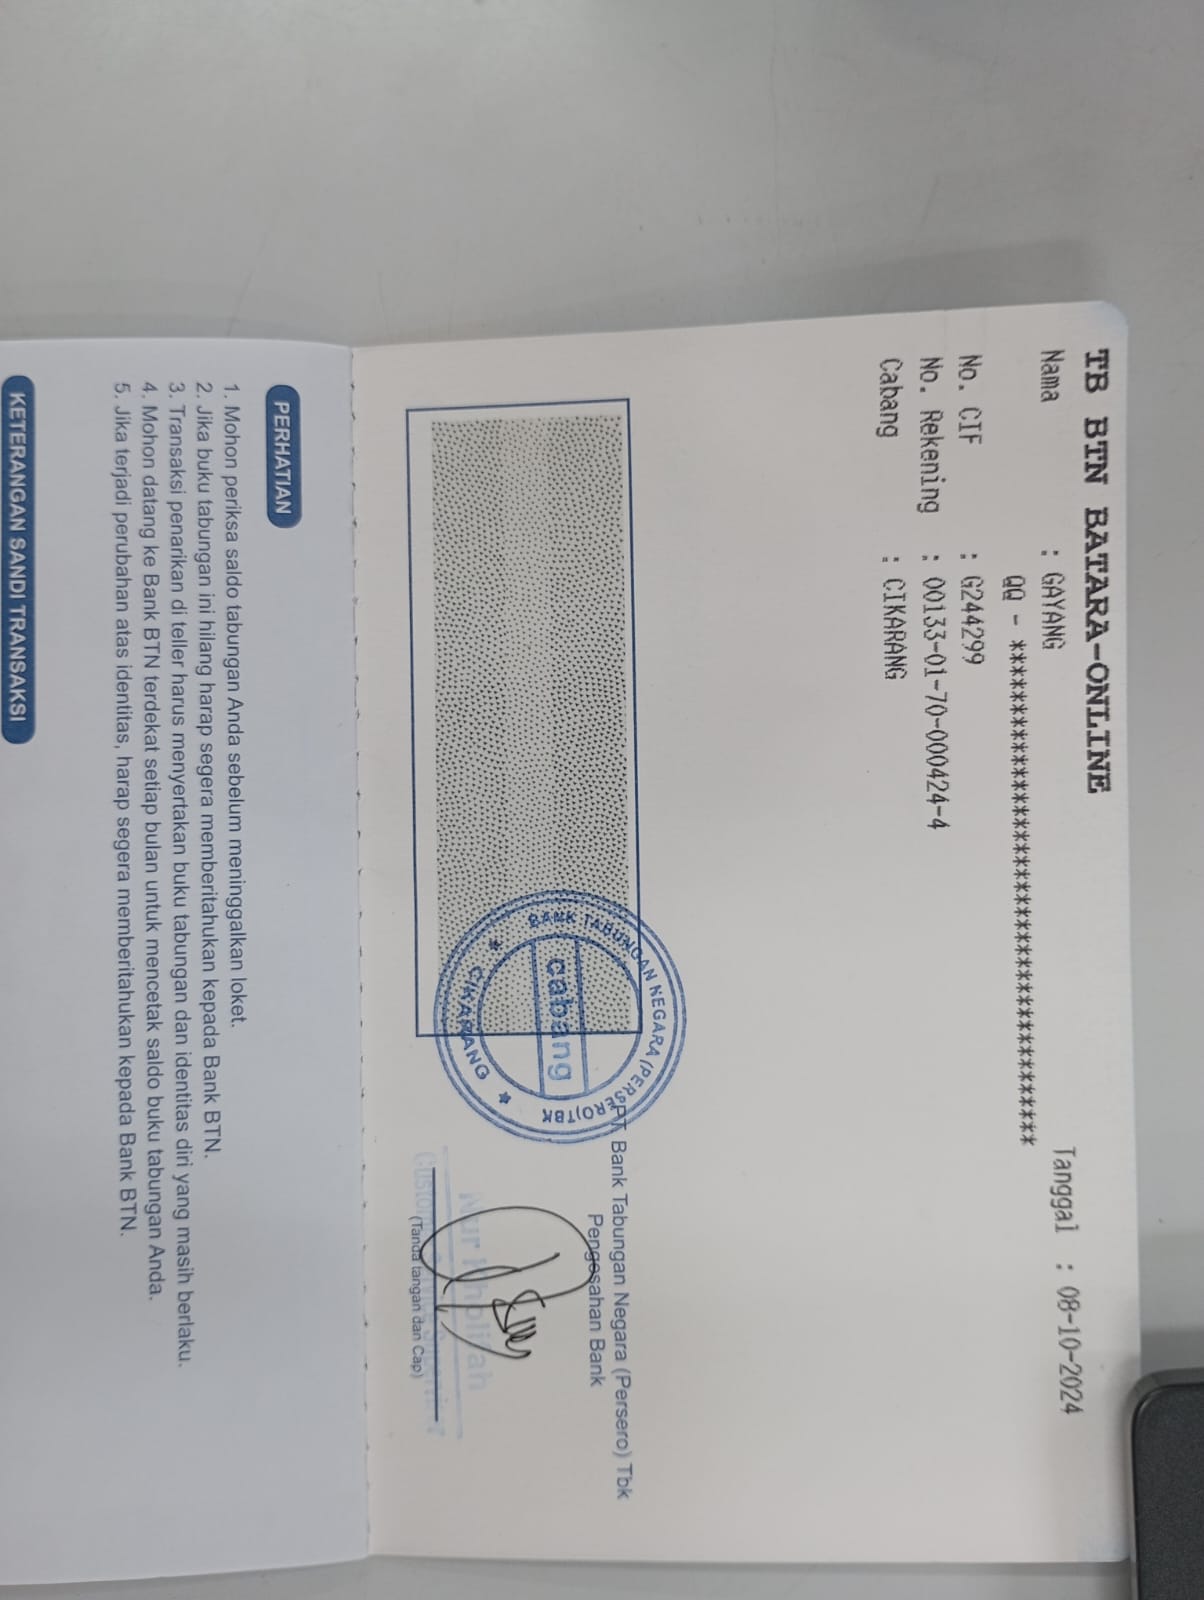 TB BTN BATARA-ONLINE
Tanggal : 08-10-2024
Nama : GAYANG
QQ - ****************************************
No. CIF : G244299
No. Rekening : 00133-01-70-000424-4
Cabang : CIKARANG
PT. Bank Tabungan Negara (Persero) Tbk
Pengesahan Bank
BANK TABUNGAN NEGARA (PERSERO) TBK
cabang
CIKARANG
Nur Kholifah
Customer Service
(Tanda tangan dan Cap)
PERHATIAN
1. Mohon periksa saldo tabungan Anda sebelum meninggalkan loket.
2. Jika buku tabungan ini hilang harap segera memberitahukan kepada Bank BTN.
3. Transaksi penarikan di teller harus menyertakan buku tabungan dan identitas diri yang masih berlaku.
4. Mohon datang ke Bank BTN terdekat setiap bulan untuk mencetak saldo buku tabungan Anda.
5. Jika terjadi perubahan atas identitas, harap segera memberitahukan kepada Bank BTN.
KETERANGAN SANDI TRANSAKSI